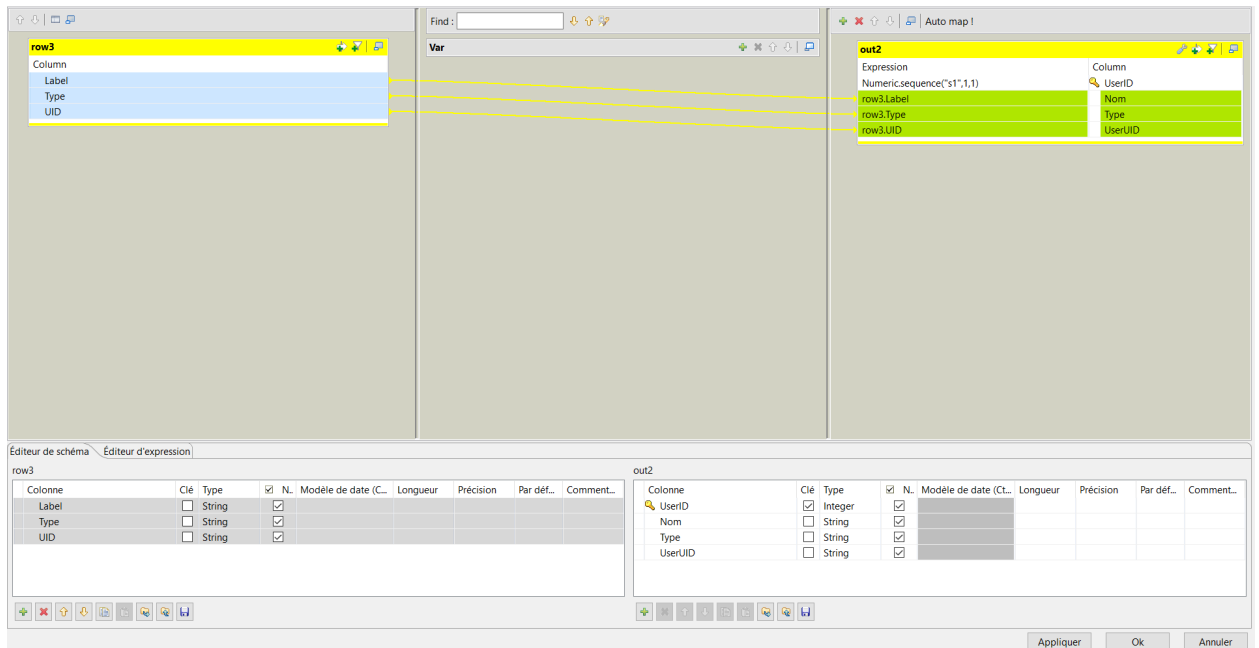 Find :
Auto map !
row3
Var
out2
Column
Expression Column
Label
Numeric.sequence("s1",1,1) UserID
Type
row3.Label Nom
UID
row3.Type Type
row3.UID UserUID
Éditeur de schéma Éditeur d'expression
row3
Colonne Clé Type N.. Modèle de date (C... Longueur Précision Par déf... Comment...
Label String
Type String
UID String
out2
Colonne Clé Type N.. Modèle de date (Ct... Longueur Précision Par déf... Comment...
UserID Integer
Nom String
Type String
UserUID String
Appliquer Ok Annuler